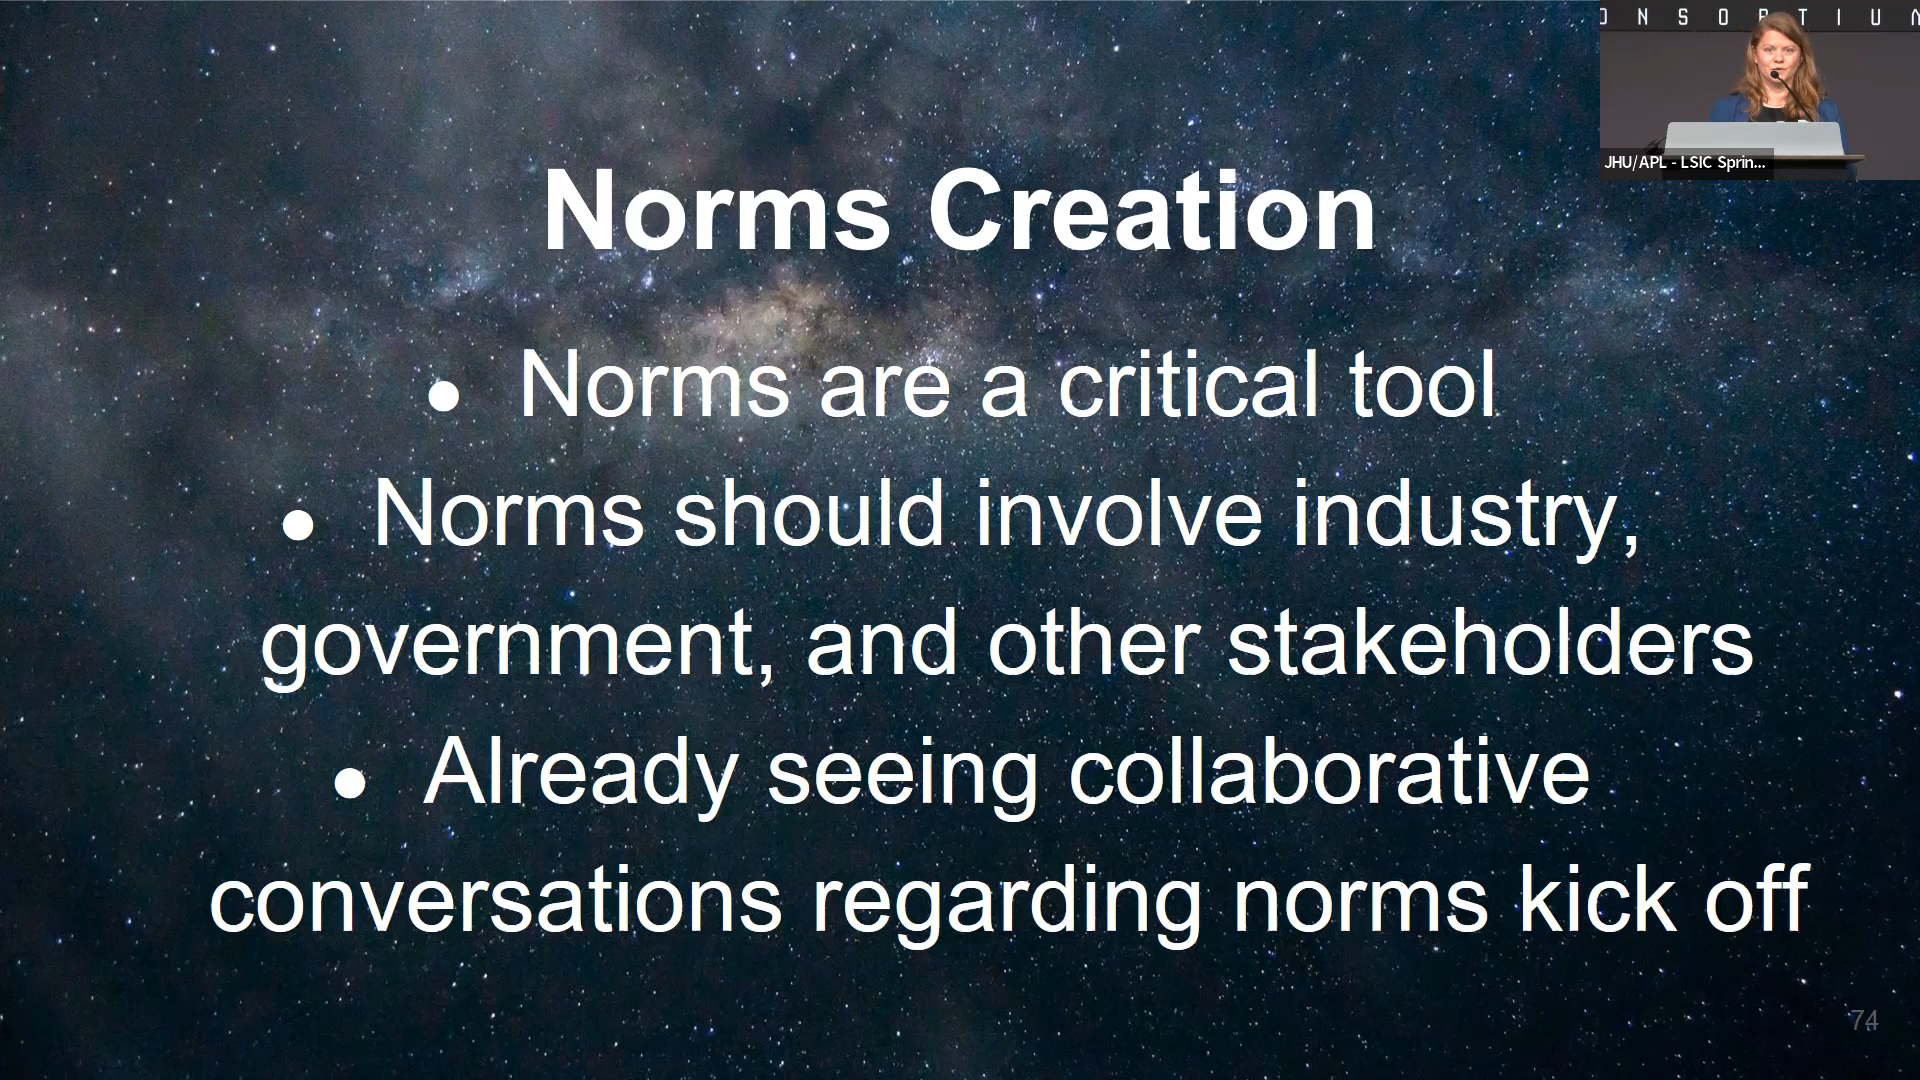 ONSORTIUM
JHU/APL - LSIC Sprin...
Norms Creation
● Norms are a critical tool
● Norms should involve industry,
government, and other stakeholders
● Already seeing collaborative
conversations regarding norms kick off
74